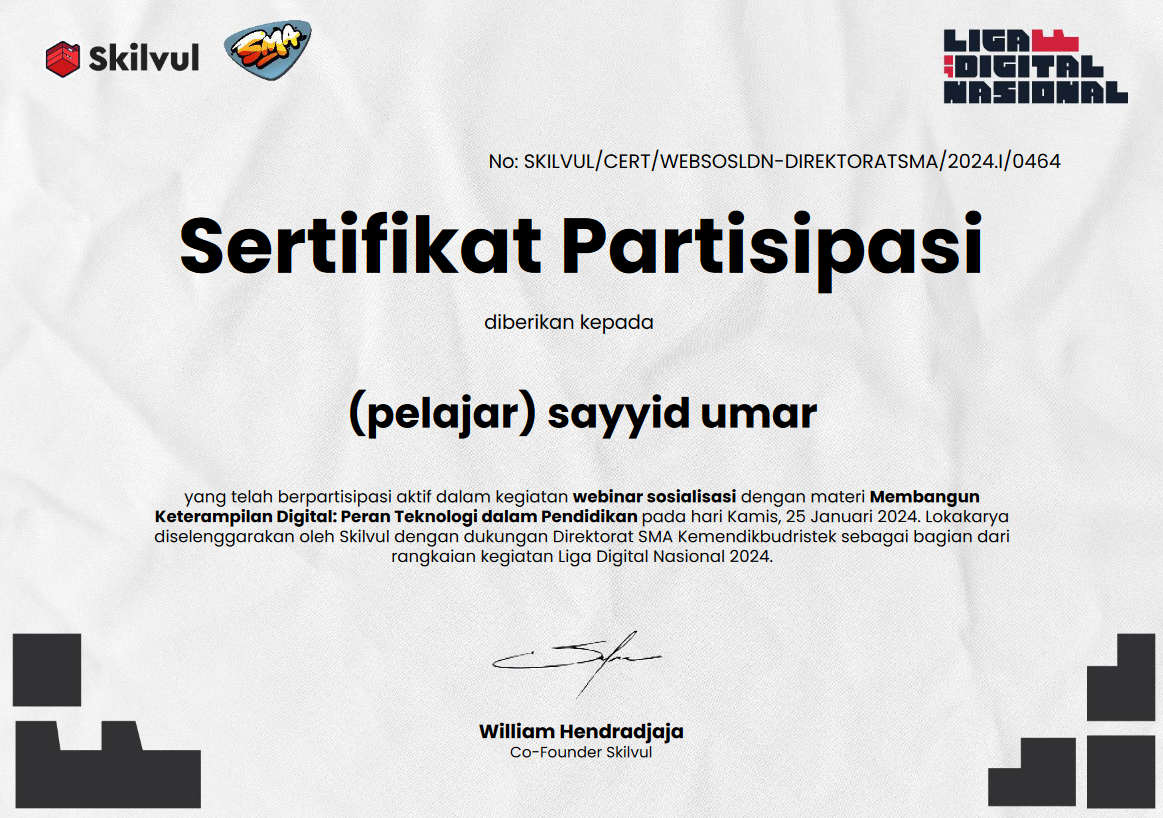 Skilvul
SMA
LIGA
DIGITAL
NASIONAL
No: SKILVUL/CERT/WEBSOSLDN-DIREKTORATSMA/2024.I/0464
Sertifikat Partisipasi
diberikan kepada
(pelajar) sayyid umar
yang telah berpartisipasi aktif dalam kegiatan webinar sosialisasi dengan materi Membangun
Keterampilan Digital: Peran Teknologi dalam Pendidikan pada hari Kamis, 25 Januari 2024. Lokakarya
diselenggarakan oleh Skilvul dengan dukungan Direktorat SMA Kemendikbudristek sebagai bagian dari
rangkaian kegiatan Liga Digital Nasional 2024.
William Hendradjaja
Co-Founder Skilvul